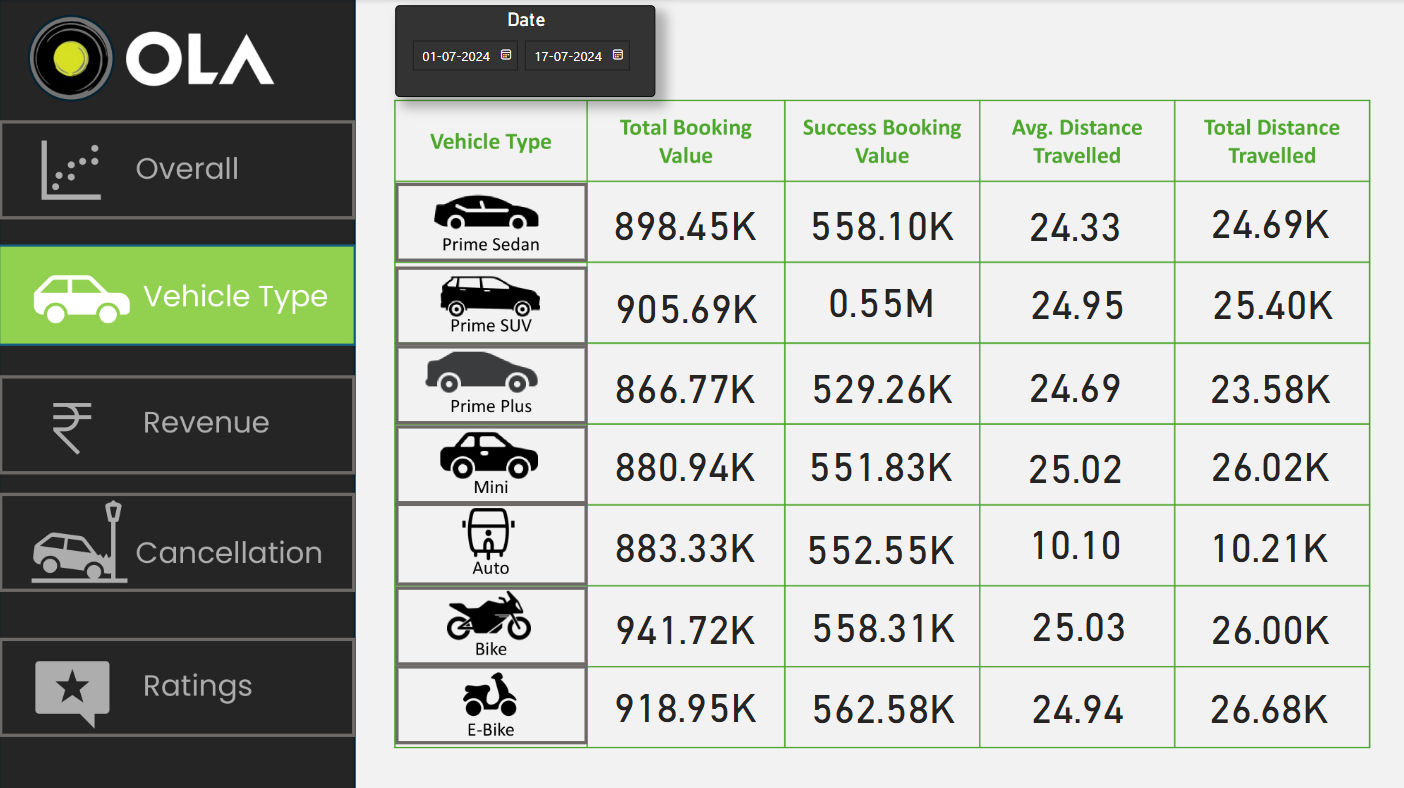 OLA
Overall
Vehicle Type
Revenue
Cancellation
Ratings
Date
01-07-2024 17-07-2024
Vehicle Type
Total Booking
Value
Success Booking
Value
Avg. Distance
Travelled
Total Distance
Travelled
Prime Sedan 898.45K 558.10K 24.33 24.69K
Prime SUV 905.69K 0.55M 24.95 25.40K
Prime Plus 866.77K 529.26K 24.69 23.58K
Mini 880.94K 551.83K 25.02 26.02K
Auto 883.33K 552.55K 10.10 10.21K
Bike 941.72K 558.31K 25.03 26.00K
E-Bike 918.95K 562.58K 24.94 26.68K